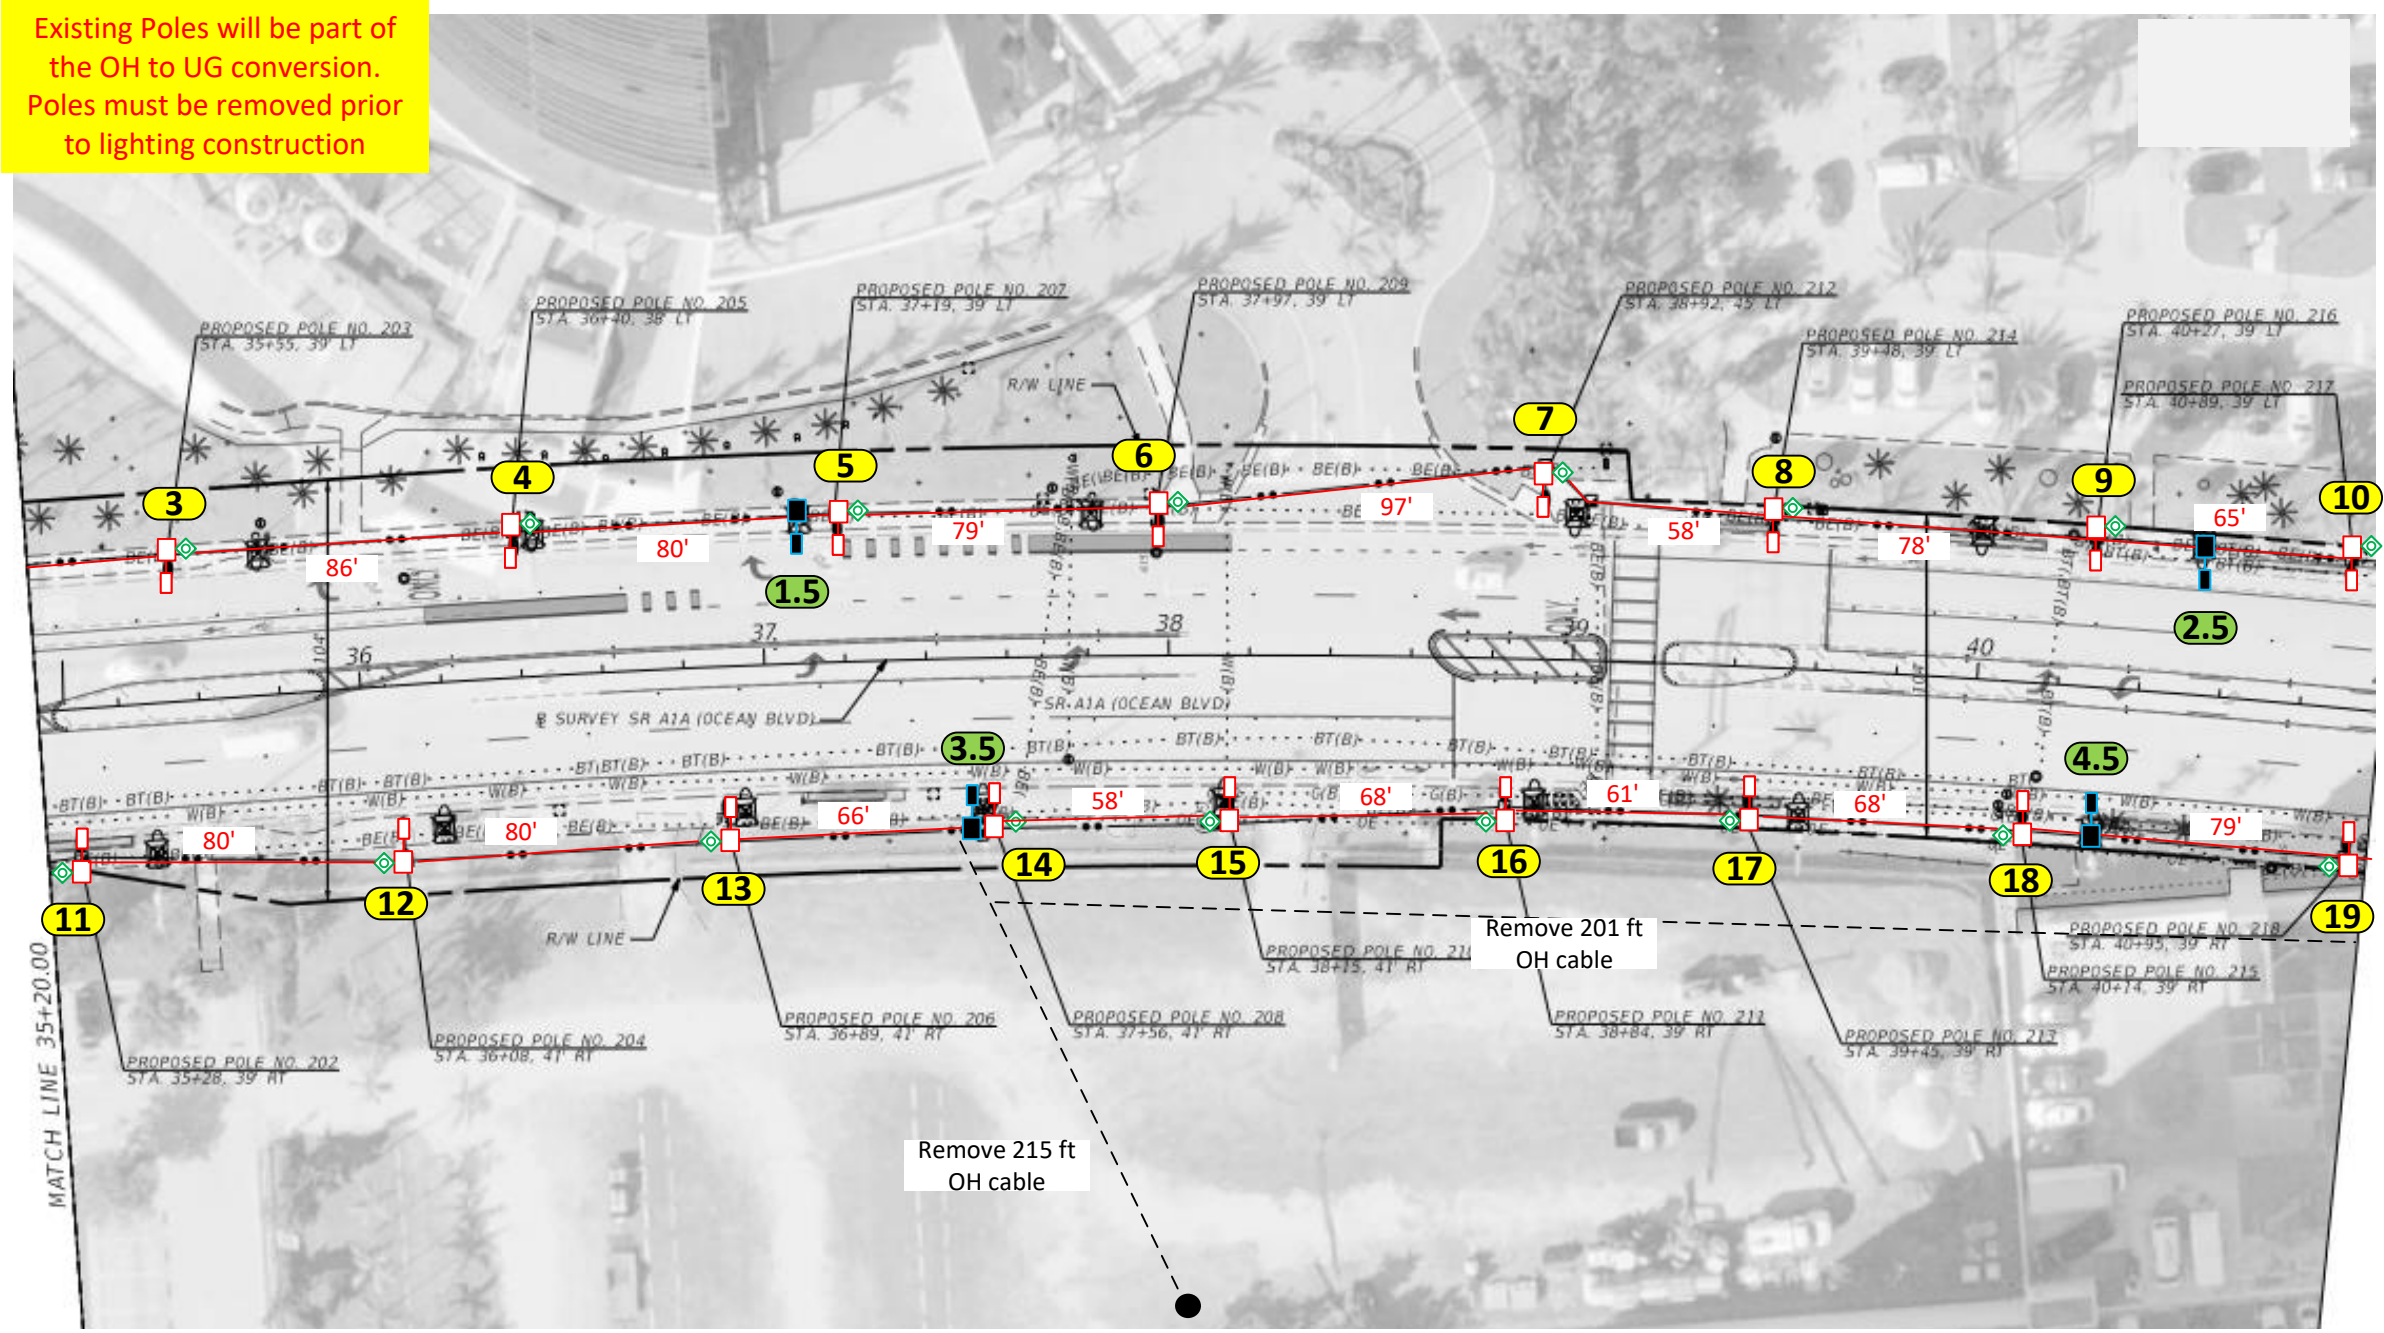 Existing Poles will be part of
the OH to UG conversion.
Poles must be removed prior
to lighting construction
PROPOSED POLE NO. 203
STA. 35+55, 39' LT
PROPOSED POLE NO. 205
STA. 36+40, 38' LT
PROPOSED POLE NO. 207
STA. 37+19, 39' LT
PROPOSED POLE NO. 209
STA. 37+97, 39' LT
PROPOSED POLE NO. 212
STA. 38+92, 45' LT
PROPOSED POLE NO. 214
STA. 39+48, 39' LT
PROPOSED POLE NO. 216
STA. 40+27, 39' LT
PROPOSED POLE NO. 217
STA. 40+89, 39' LT
R/W LINE
3
4
5
6
7
8
9
10
86'
80'
79'
97'
58'
78'
65'
1.5
2.5
104'
36
37
38
39
40
B SURVEY SR A1A (OCEAN BLVD)
SR A1A (OCEAN BLVD)
BT(B)
W(B)
BE(B)
3.5
4.5
80'
80'
66'
58'
68'
61'
68'
79'
11
12
13
14
15
16
17
18
19
R/W LINE
Remove 201 ft
OH cable
Remove 215 ft
OH cable
PROPOSED POLE NO. 218
STA. 40+95, 39' RT
PROPOSED POLE NO. 215
STA. 40+14, 39' RT
PROPOSED POLE NO. 210
STA. 38+15, 41' RT
PROPOSED POLE NO. 206
STA. 36+89, 41' RT
PROPOSED POLE NO. 208
STA. 37+56, 41' RT
PROPOSED POLE NO. 211
STA. 38+84, 39' RT
PROPOSED POLE NO. 213
STA. 39+45, 39' RT
PROPOSED POLE NO. 204
STA. 36+08, 41' RT
PROPOSED POLE NO. 202
STA. 35+28, 39' RT
MATCH LINE 35+20.00